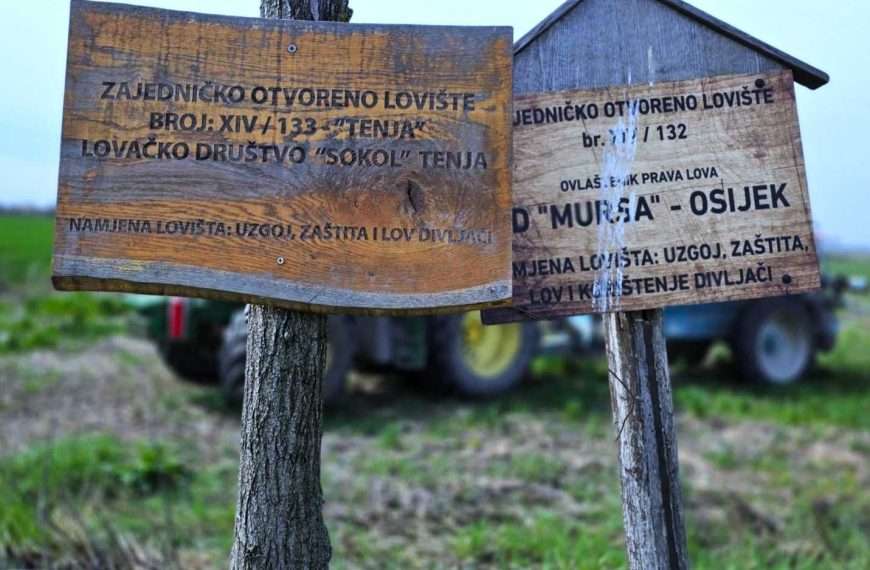 ZAJEDNIČKO OTVORENO LOVIŠTE
BROJ: XIV / 133 - "TENJA"
LOVAČKO DRUŠTVO "SOKOL" TENJA
NAMJENA LOVIŠTA: UZGOJ, ZAŠTITA I LOV DIVLJAČI
JEDNIČKO OTVORENO LOVIŠTE
br. XIV / 132
OVLAŠTENIK PRAVA LOVA
D "MURSA" - OSIJEK
MJENA LOVIŠTA: UZGOJ, ZAŠTITA,
LOV I KORIŠTENJE DIVLJAČI